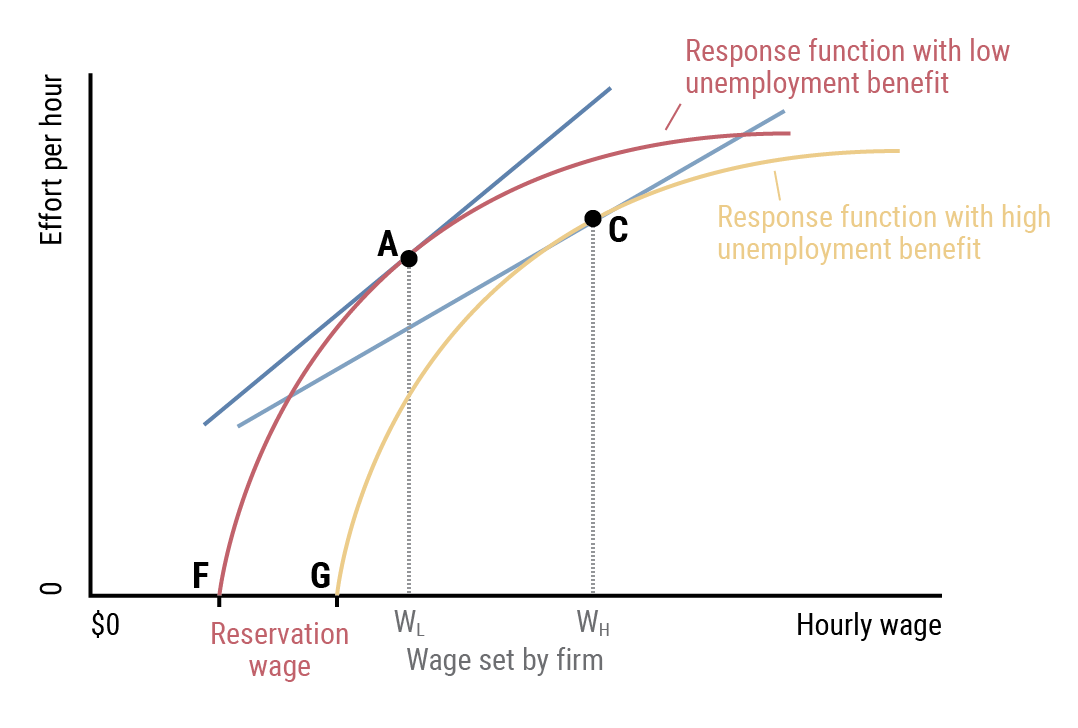 Response function with low
unemployment benefit
Effort per hour
Response function with high
unemployment benefit
A
C
F
G
0
$0
Reservation
wage
W_L
W_H
Wage set by firm
Hourly wage